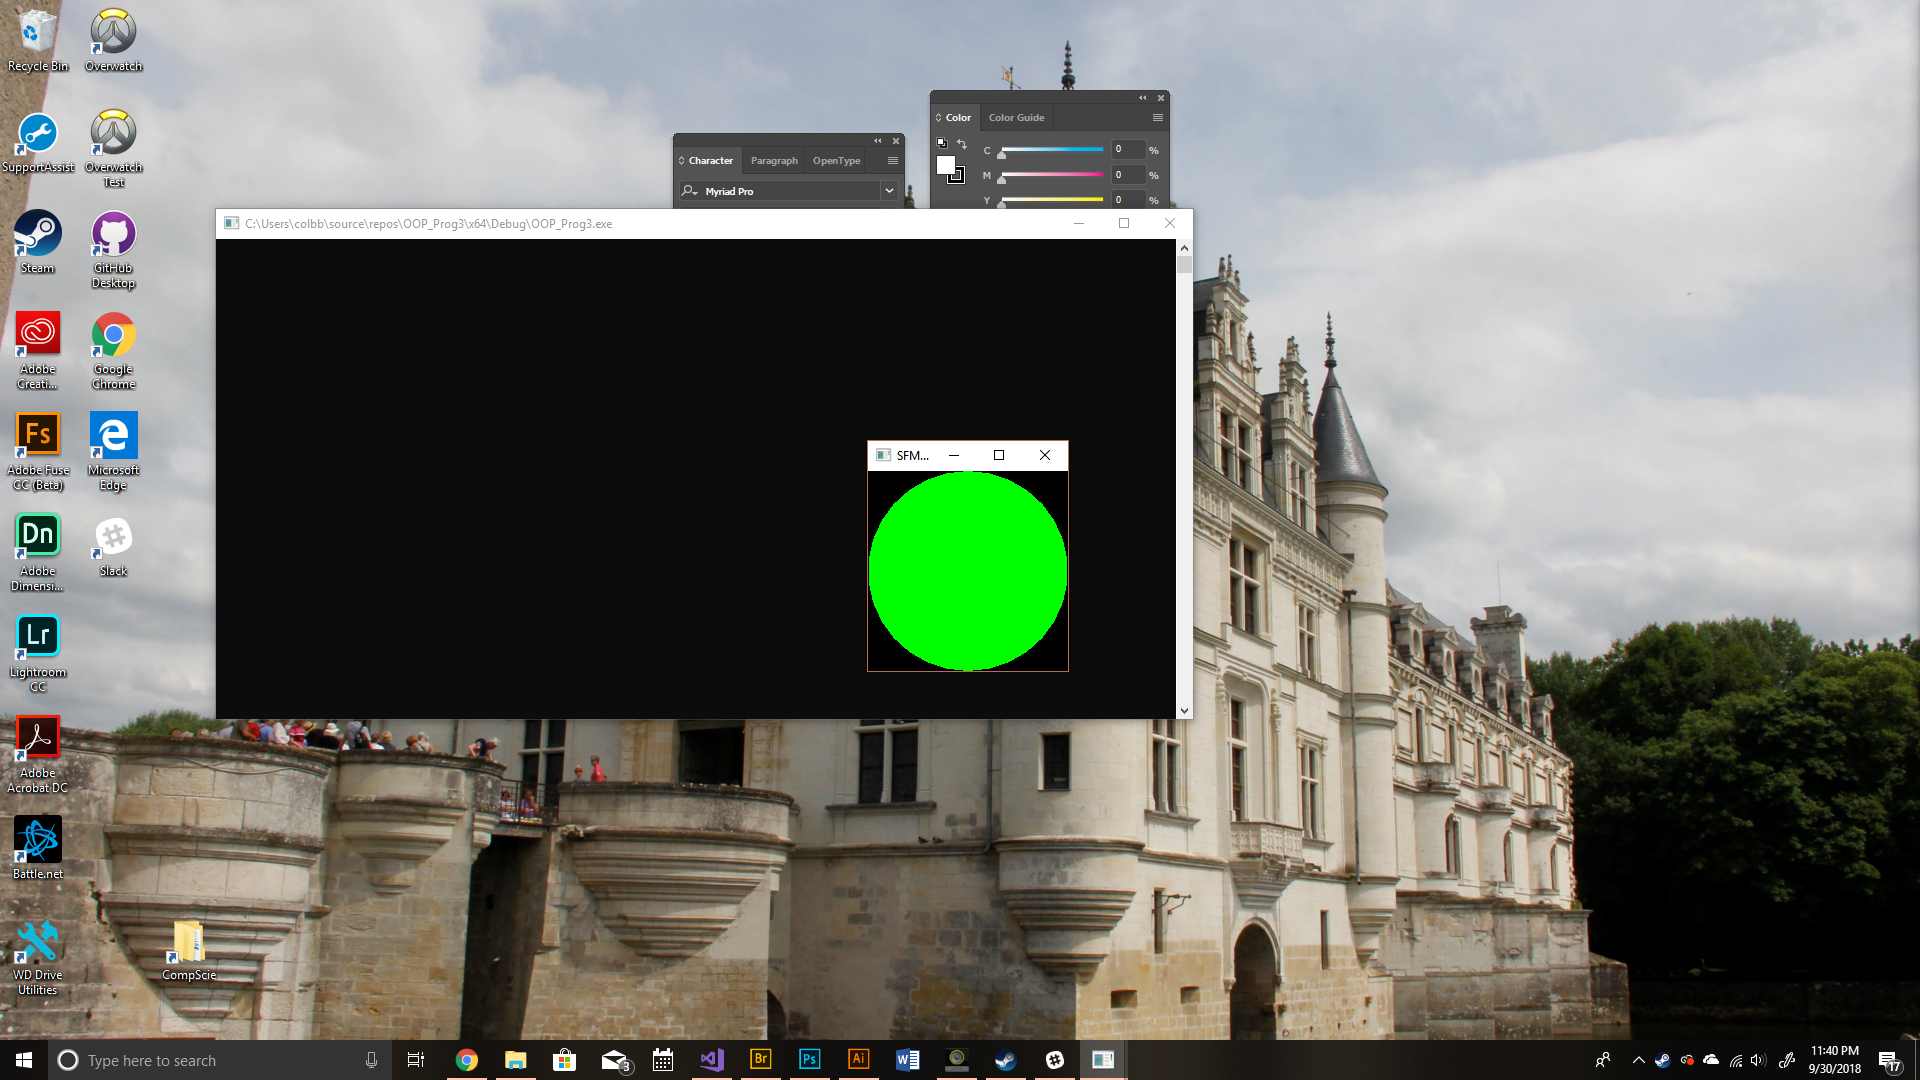 Recycle Bin
Overwatch
SupportAssist
Overwatch
Test
Steam
GitHub
Desktop
Adobe
Creati...
Google
Chrome
Fs
Adobe Fuse
CC (Beta)
Microsoft
Edge
Dn
Adobe
Dimensi...
Slack
Lr
Lightroom
CC
Adobe
Acrobat DC
Battle.net
WD Drive
Utilities
CompScie
Color
Color Guide
C
0
%
M
0
%
Y
0
%
Character
Paragraph
OpenType
Myriad Pro
C:\Users\colbb\source\repos\OOP_Prog3\x64\Debug\OOP_Prog3.exe
SFM...
Type here to search
3
Br
Ps
Ai
W
11:40 PM
9/30/2018
17